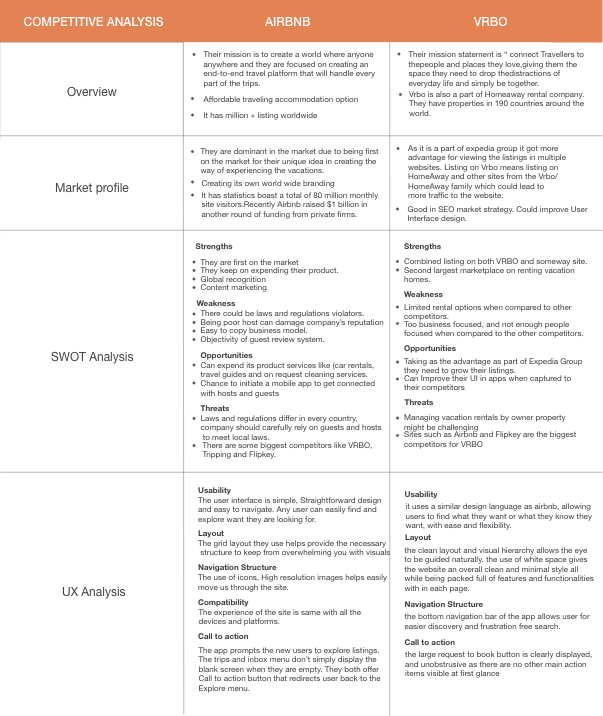 COMPETITIVE ANALYSIS
AIRBNB
VRBO
Overview
• Their mission is to create a world where anyone
anywhere and they are focused on creating an
end-to-end travel platform that will handle every
part of the trips.
• Affordable traveling accommodation option
• It has million + listing worldwide
• Their mission statement is " connect Travellers to
thepeople and places they love,giving them the
space they need to drop thedistractions of
everyday life and simply be together.
• Vrbo is also a part of Homeaway rental company.
They have properties in 190 countries around the
world.
Market profile
• They are dominant in the market due to being first
on the market for their unique idea in creating the
way of experiencing the vacations.
• Creating its own world wide branding
• It has statistics boast a total of 80 million monthly
site visitors.Recently Airbnb raised $1 billion in
another round of funding from private firms.
• As it is a part of expedia group it got more
advantage for viewing the listings in multiple
websites. Listing on Vrbo means listing on
HomeAway and other sites from the Vrbo/
HomeAway family which could lead to
more traffic to the website.
• Good in SEO market strategy. Could improve User
Interface design.
SWOT Analysis
Strengths
• They are first on the market
• They keep on expending their product.
• Global recognition
• Content marketing
Weakness
• There could be laws and regulations violators.
• Being poor host can damage company's reputation
• Easy to copy business model.
• Objectivity of guest review system.
Opportunities
• Can expend its product services like (car rentals,
travel guides and on request cleaning services.
• Chance to initiate a mobile app to get connected
with hosts and guests
Threats
• Laws and regulations differ in every country,
company should carefully rely on guests and hosts
to meet local laws.
• There are some biggest competitors like VRBO,
Tripping and Flipkey.
Strengths
• Combined listing on both VRBO and someway site.
• Second largest marketplace on renting vacation
homes.
Weakness
• Limited rental options when compared to other
competitors.
• Too business focused, and not enough people
focused when compared to the other competitors.
Opportunities
• Taking as the advantage as part of Expedia Group
they need to grow their listings.
• Can Improve their UI in apps when captured to
their competitors
Threats
• Managing vacation rentals by owner property
might be challenging
• Sites such as Airbnb and Flipkey are the biggest
competitors for VRBO
UX Analysis
Usability
The user interface is simple, Straightforward design
and easy to navigate. Any user can easily find and
explore want they are looking for.
Layout
The grid layout they use helps provide the necessary
structure to keep from overwhelming you with visuals
Navigation Structure
The use of icons, High resolution images helps easily
move us through the site.
Compatibility
The experience of the site is same with all the
devices and platforms.
Call to action
The app prompts the new users to explore listings.
The trips and inbox menu don't simply display the
blank screen when they are empty. They both offer
Call to action button that redirects user back to the
Explore menu.
Usability
it uses a similar design language as airbnb, allowing
users to find what they want or what they know they
want, with ease and flexibility.
Layout
the clean layout and visual hierarchy allows the eye
to be guided naturally. the use of white space gives
the website an overall clean and minimal style all
while being packed full of features and functionalities
with in each page.
Navigation Structure
the bottom navigation bar of the app allows user for
easier discovery and frustration free search.
Call to action
the large request to book button is clearly displayed,
and unobstrusive as there are no other main action
items visible at first glance